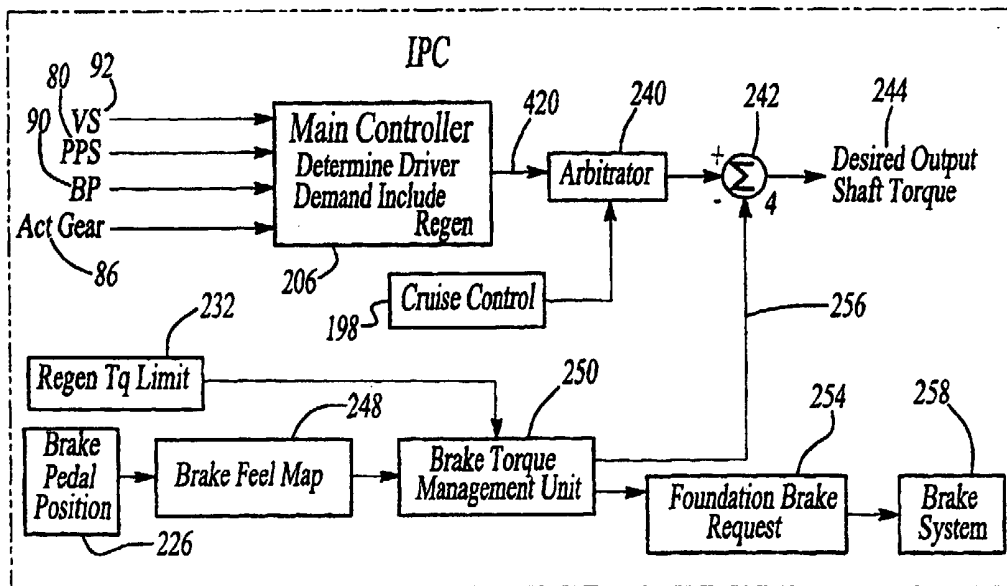 IPC
80
92
90
VS
PPS
BP
Act Gear
86
Main Controller
Determine Driver
Demand Include
Regen
206
420
240
Arbitrator
242
+
-
Σ
4
244
Desired Output
Shaft Torque
Cruise Control
198
256
232
Regen Tq Limit
248
250
254
258
Brake
Pedal
Position
226
Brake Feel Map
Brake Torque
Management Unit
Foundation Brake
Request
Brake
System